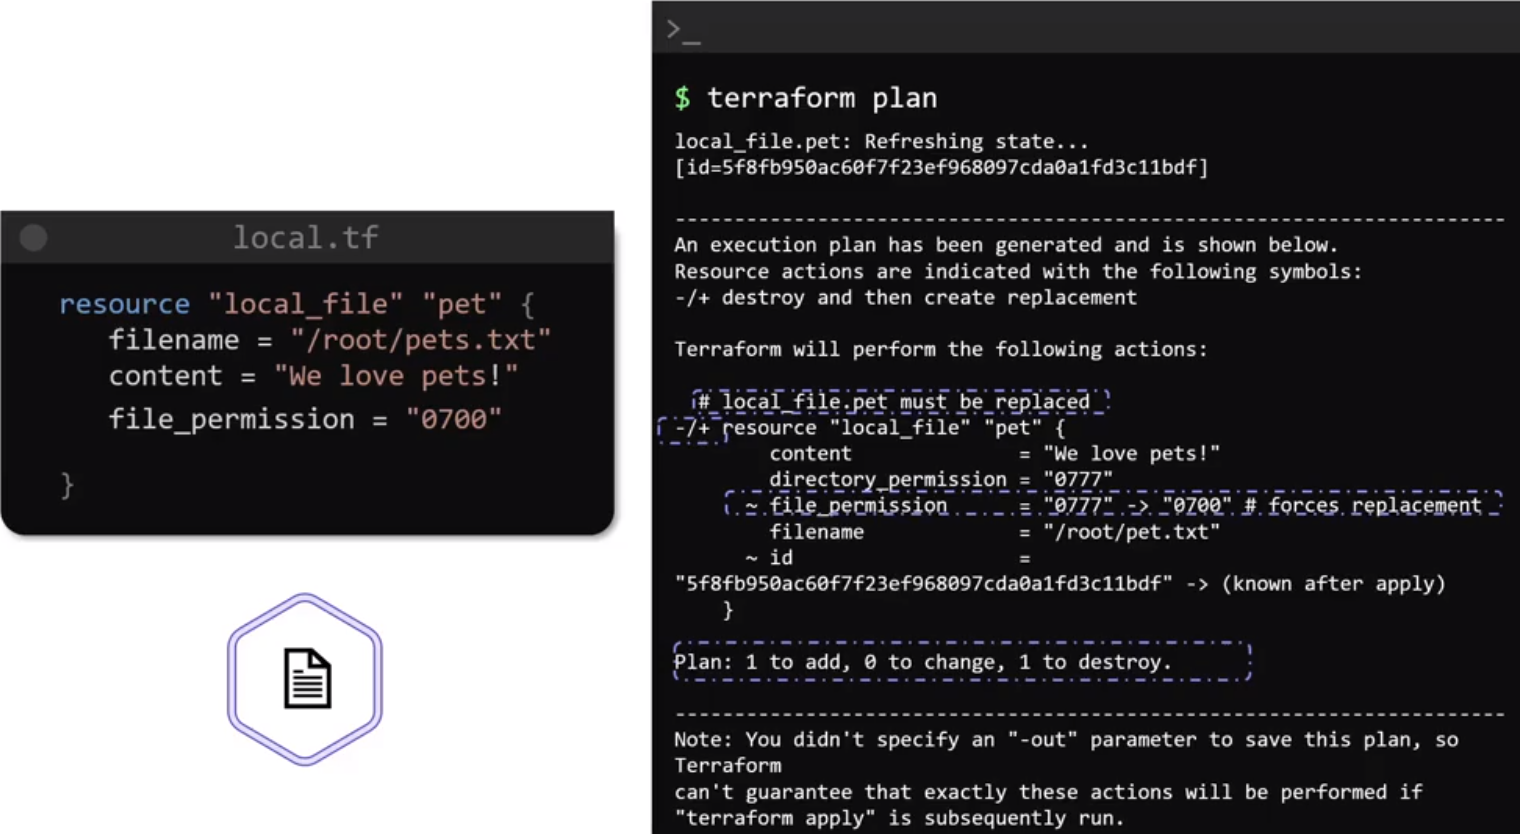 local.tf
resource "local_file" "pet" {
filename = "/root/pets.txt"
content = "We love pets!"
file_permission = "0700"
}
>_
$ terraform plan
local_file.pet: Refreshing state...
[id=5f8fb950ac60f7f23ef968097cda0a1fd3c11bdf]
----------------------------------------------------------------------
An execution plan has been generated and is shown below.
Resource actions are indicated with the following symbols:
-/+ destroy and then create replacement
Terraform will perform the following actions:
# local_file.pet must be replaced
-/+ resource "local_file" "pet" {
content = "We love pets!"
directory_permission = "0777"
~ file_permission = "0777" -> "0700" # forces replacement
filename = "/root/pet.txt"
~ id =
"5f8fb950ac60f7f23ef968097cda0a1fd3c11bdf" -> (known after apply)
}
Plan: 1 to add, 0 to change, 1 to destroy.
----------------------------------------------------------------------
Note: You didn't specify an "-out" parameter to save this plan, so
Terraform
can't guarantee that exactly these actions will be performed if
"terraform apply" is subsequently run.